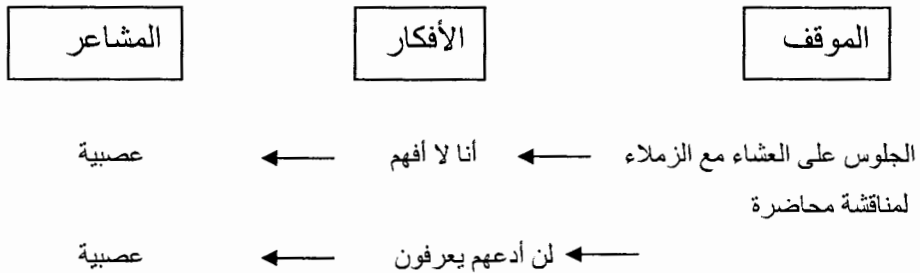 الموقف الأفكار المشاعر
الجلوس على العشاء مع الزملاء ← أنا لا أفهم ← عصبية
لمناقشة محاضرة
← لن أدعهم يعرفون ← عصبية